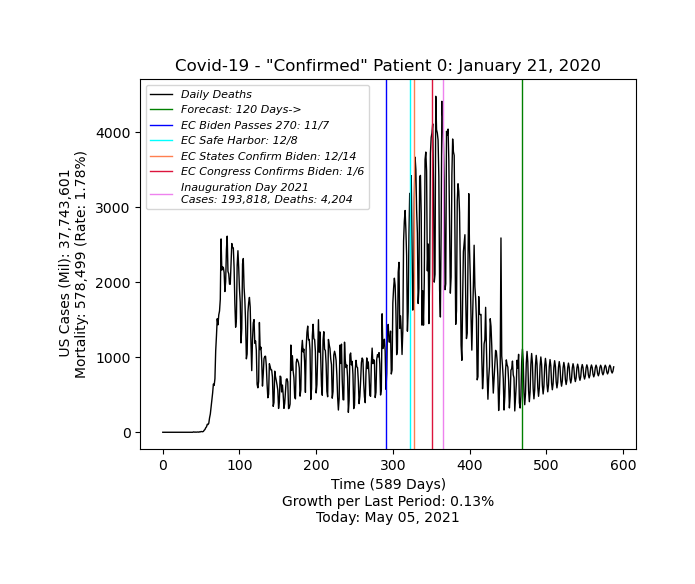 Covid-19 - "Confirmed" Patient 0: January 21, 2020
Daily Deaths
Forecast: 120 Days->
EC Biden Passes 270: 11/7
EC Safe Harbor: 12/8
EC States Confirm Biden: 12/14
EC Congress Confirms Biden: 1/6
Inauguration Day 2021
Cases: 193,818, Deaths: 4,204
US Cases (Mil): 37,743,601
Mortality: 578,499 (Rate: 1.78%)
4000
3000
2000
1000
0
0 100 200 300 400 500 600
Time (589 Days)
Growth per Last Period: 0.13%
Today: May 05, 2021